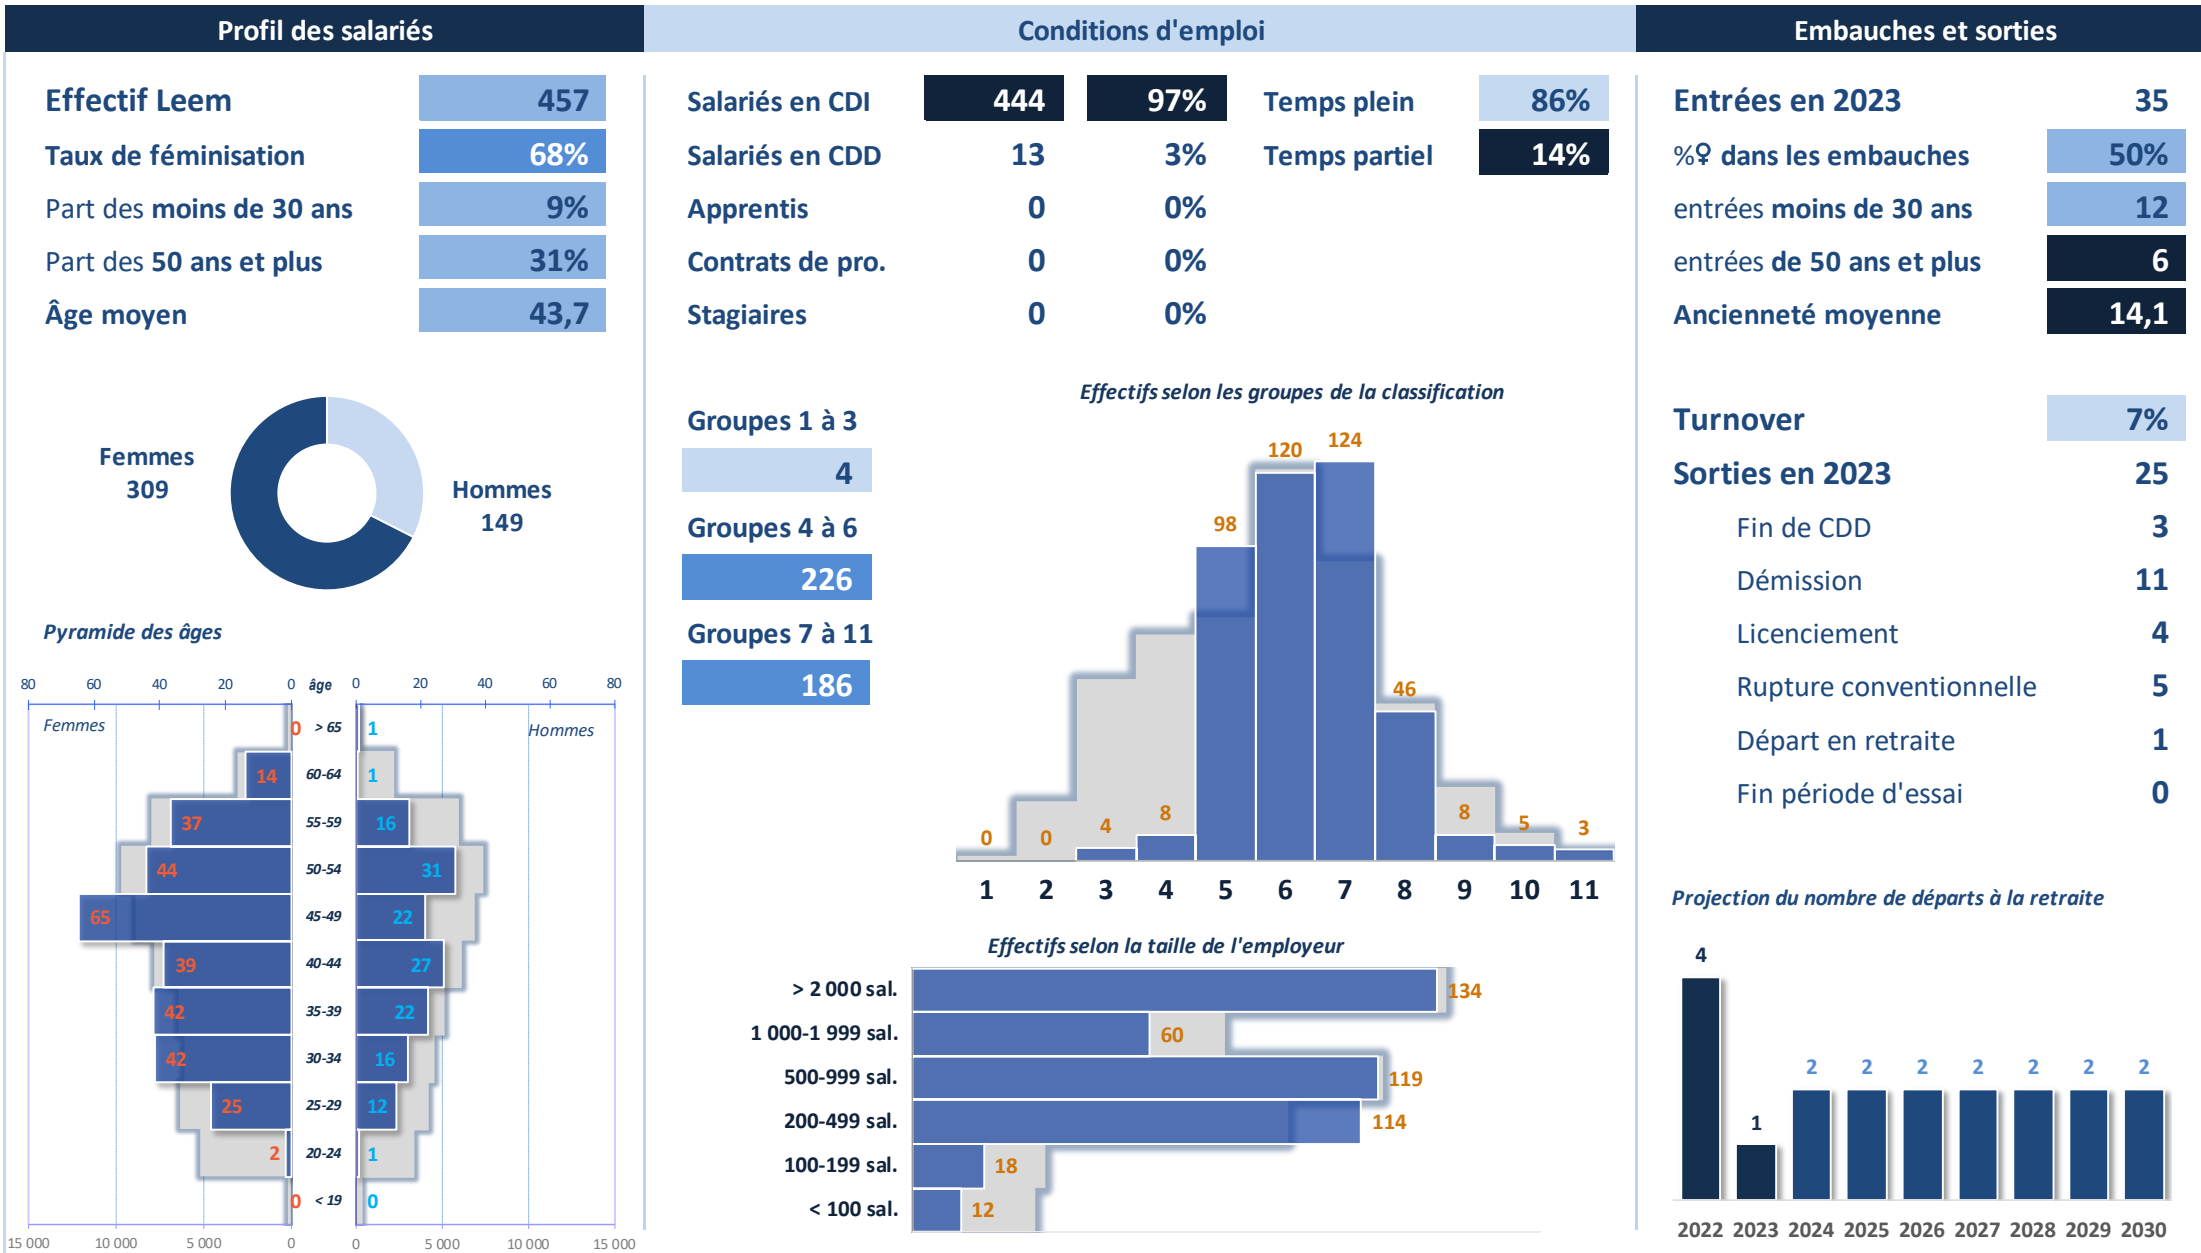 Profil des salariés
Effectif Leem 457
Taux de féminisation 68%
Part des moins de 30 ans 9%
Part des 50 ans et plus 31%
Âge moyen 43,7
Femmes
309
Hommes
149
Pyramide des âges
80 60 40 20 0 âge 0 20 40 60 80
Femmes Hommes
0 > 65 1
14 60-64 1
37 55-59 16
44 50-54 31
65 45-49 22
39 40-44 27
42 35-39 22
42 30-34 16
25 25-29 12
2 20-24 1
0 < 19 0
15 000 10 000 5 000 0 0 5 000 10 000 15 000
Conditions d'emploi
Salariés en CDI 444 97% Temps plein 86%
Salariés en CDD 13 3% Temps partiel 14%
Apprentis 0 0%
Contrats de pro. 0 0%
Stagiaires 0 0%
Groupes 1 à 3
4
Groupes 4 à 6
226
Groupes 7 à 11
186
Effectifs selon les groupes de la classification
0 0 4 8 98 120 124 46 8 5 3
1 2 3 4 5 6 7 8 9 10 11
Effectifs selon la taille de l'employeur
> 2 000 sal. 134
1 000-1 999 sal. 60
500-999 sal. 119
200-499 sal. 114
100-199 sal. 18
< 100 sal. 12
Embauches et sorties
Entrées en 2023 35
%♀ dans les embauches 50%
entrées moins de 30 ans 12
entrées de 50 ans et plus 6
Ancienneté moyenne 14,1
Turnover 7%
Sorties en 2023 25
Fin de CDD 3
Démission 11
Licenciement 4
Rupture conventionnelle 5
Départ en retraite 1
Fin période d'essai 0
Projection du nombre de départs à la retraite
4 1 2 2 2 2 2 2 2
2022 2023 2024 2025 2026 2027 2028 2029 2030